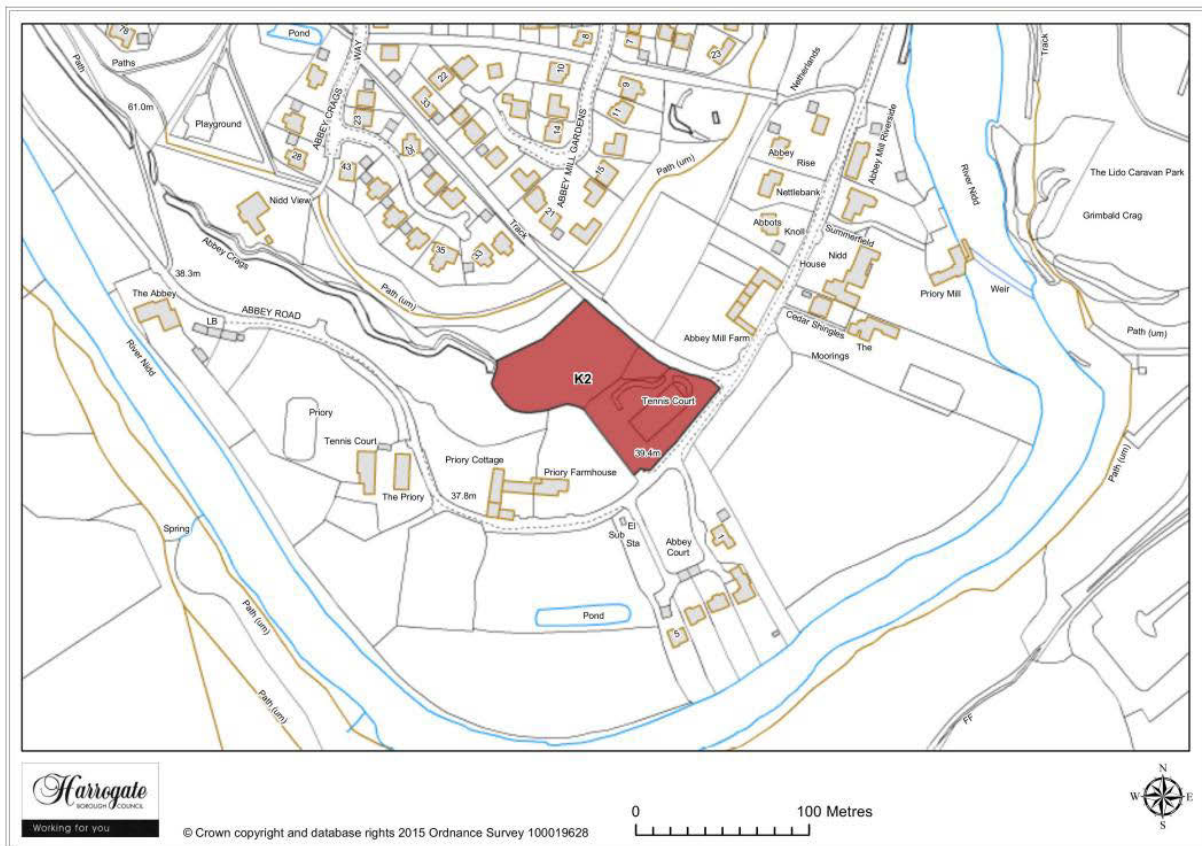 78
Pond
Paths
Path
WAY
8
7
23
Track
61.0m
22
10
Netherlands
33
9
Playground
ABBEY CRAGS
23
14
11
28
25
ABBEY MILL GARDENS
43
Path (um)
15
Abbey
Rise
Abbey Mill Riverside
River Nidd
The Lido Caravan Park
Nidd View
21
Nettlebank
Grimbald Crag
Abbey Crags
35
33
Track
Abbots
Knoll
Summerfield
38.3m
House
Nidd
The Abbey
Path (um)
Priory Mill
Weir
ABBEY ROAD
LB
Cedar Shingles
Path (um)
River Nidd
Abbey Mill Farm
The
Moorings
K2
Tennis Court
Priory
Tennis Court
39.4m
Priory Cottage
Priory Farmhouse
Path (um)
37.8m
The Priory
Spring
El
Sub
Sta
Abbey
Court
1
Path (um)
Pond
5
Path (um)
FF
Harrogate
BOROUGH COUNCIL
Working for you
© Crown copyright and database rights 2015 Ordnance Survey 100019628
0
100 Metres
N
W
E
S